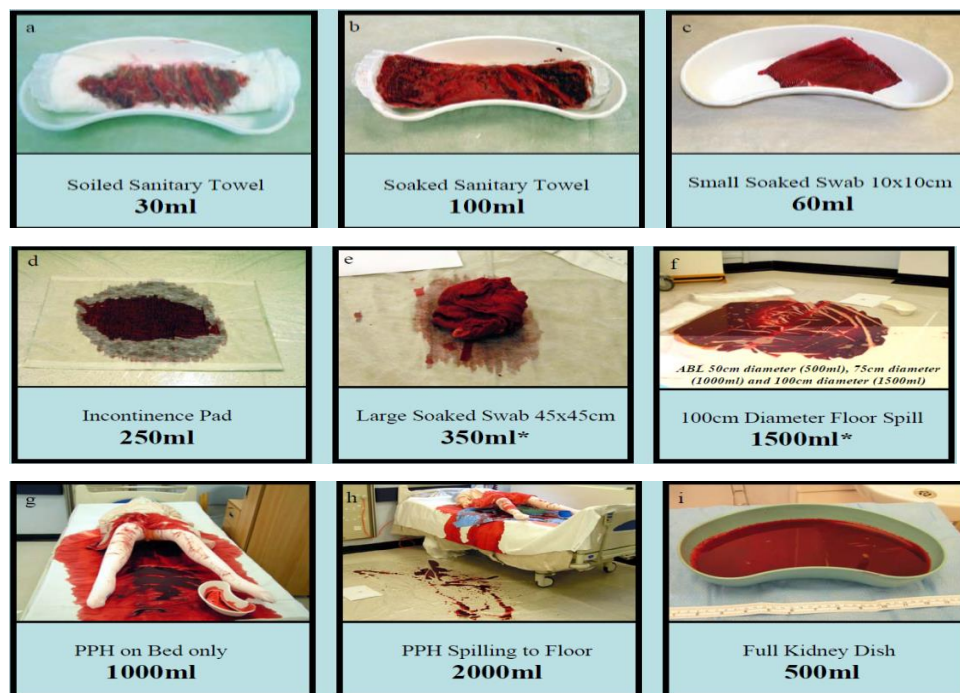 a
Soiled Sanitary Towel
30ml
b
Soaked Sanitary Towel
100ml
c
Small Soaked Swab 10x10cm
60ml
d
Incontinence Pad
250ml
e
Large Soaked Swab 45x45cm
350ml*
f
ABL 50cm diameter (500ml), 75cm diameter
(1000ml) and 100cm diameter (1500ml)
100cm Diameter Floor Spill
1500ml*
g
PPH on Bed only
1000ml
h
PPH Spilling to Floor
2000ml
i
Full Kidney Dish
500ml